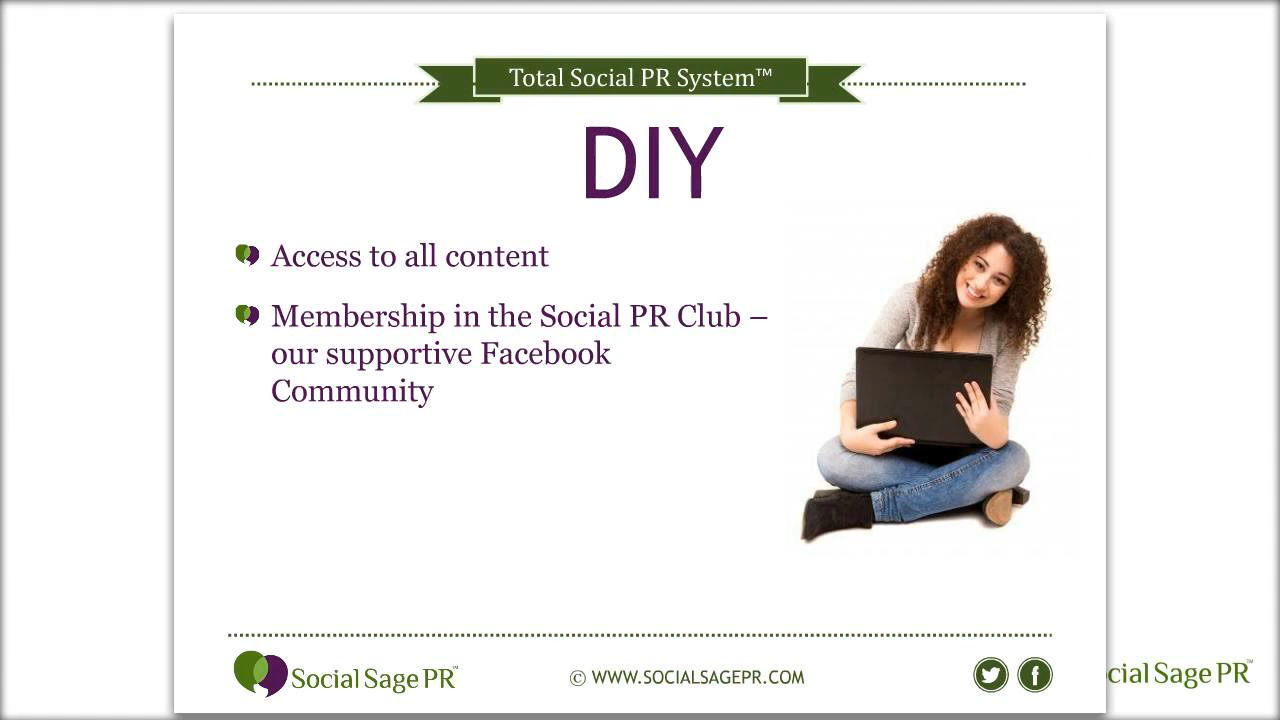 Total Social PR System™
DIY
Access to all content
Membership in the Social PR Club –
our supportive Facebook
Community
Social Sage PR™
© WWW.SOCIALSAGEPR.COM
cial Sage PR™